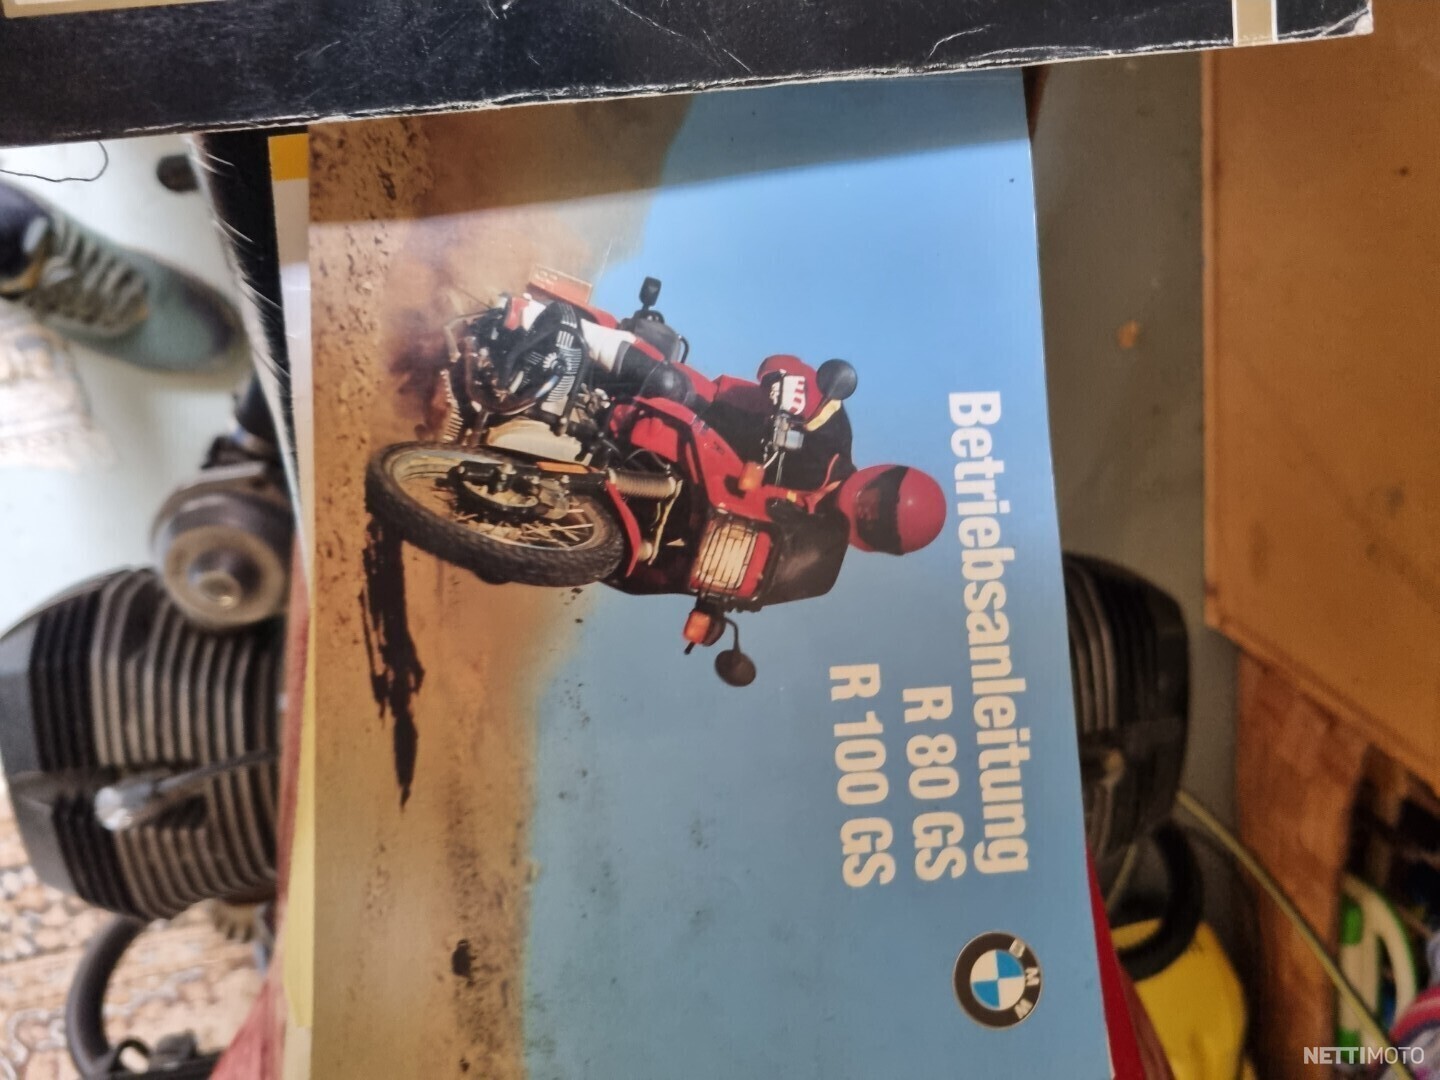 Betriebsanleitung
R 80 GS
R 100 GS
BMW
NETTIMOTO